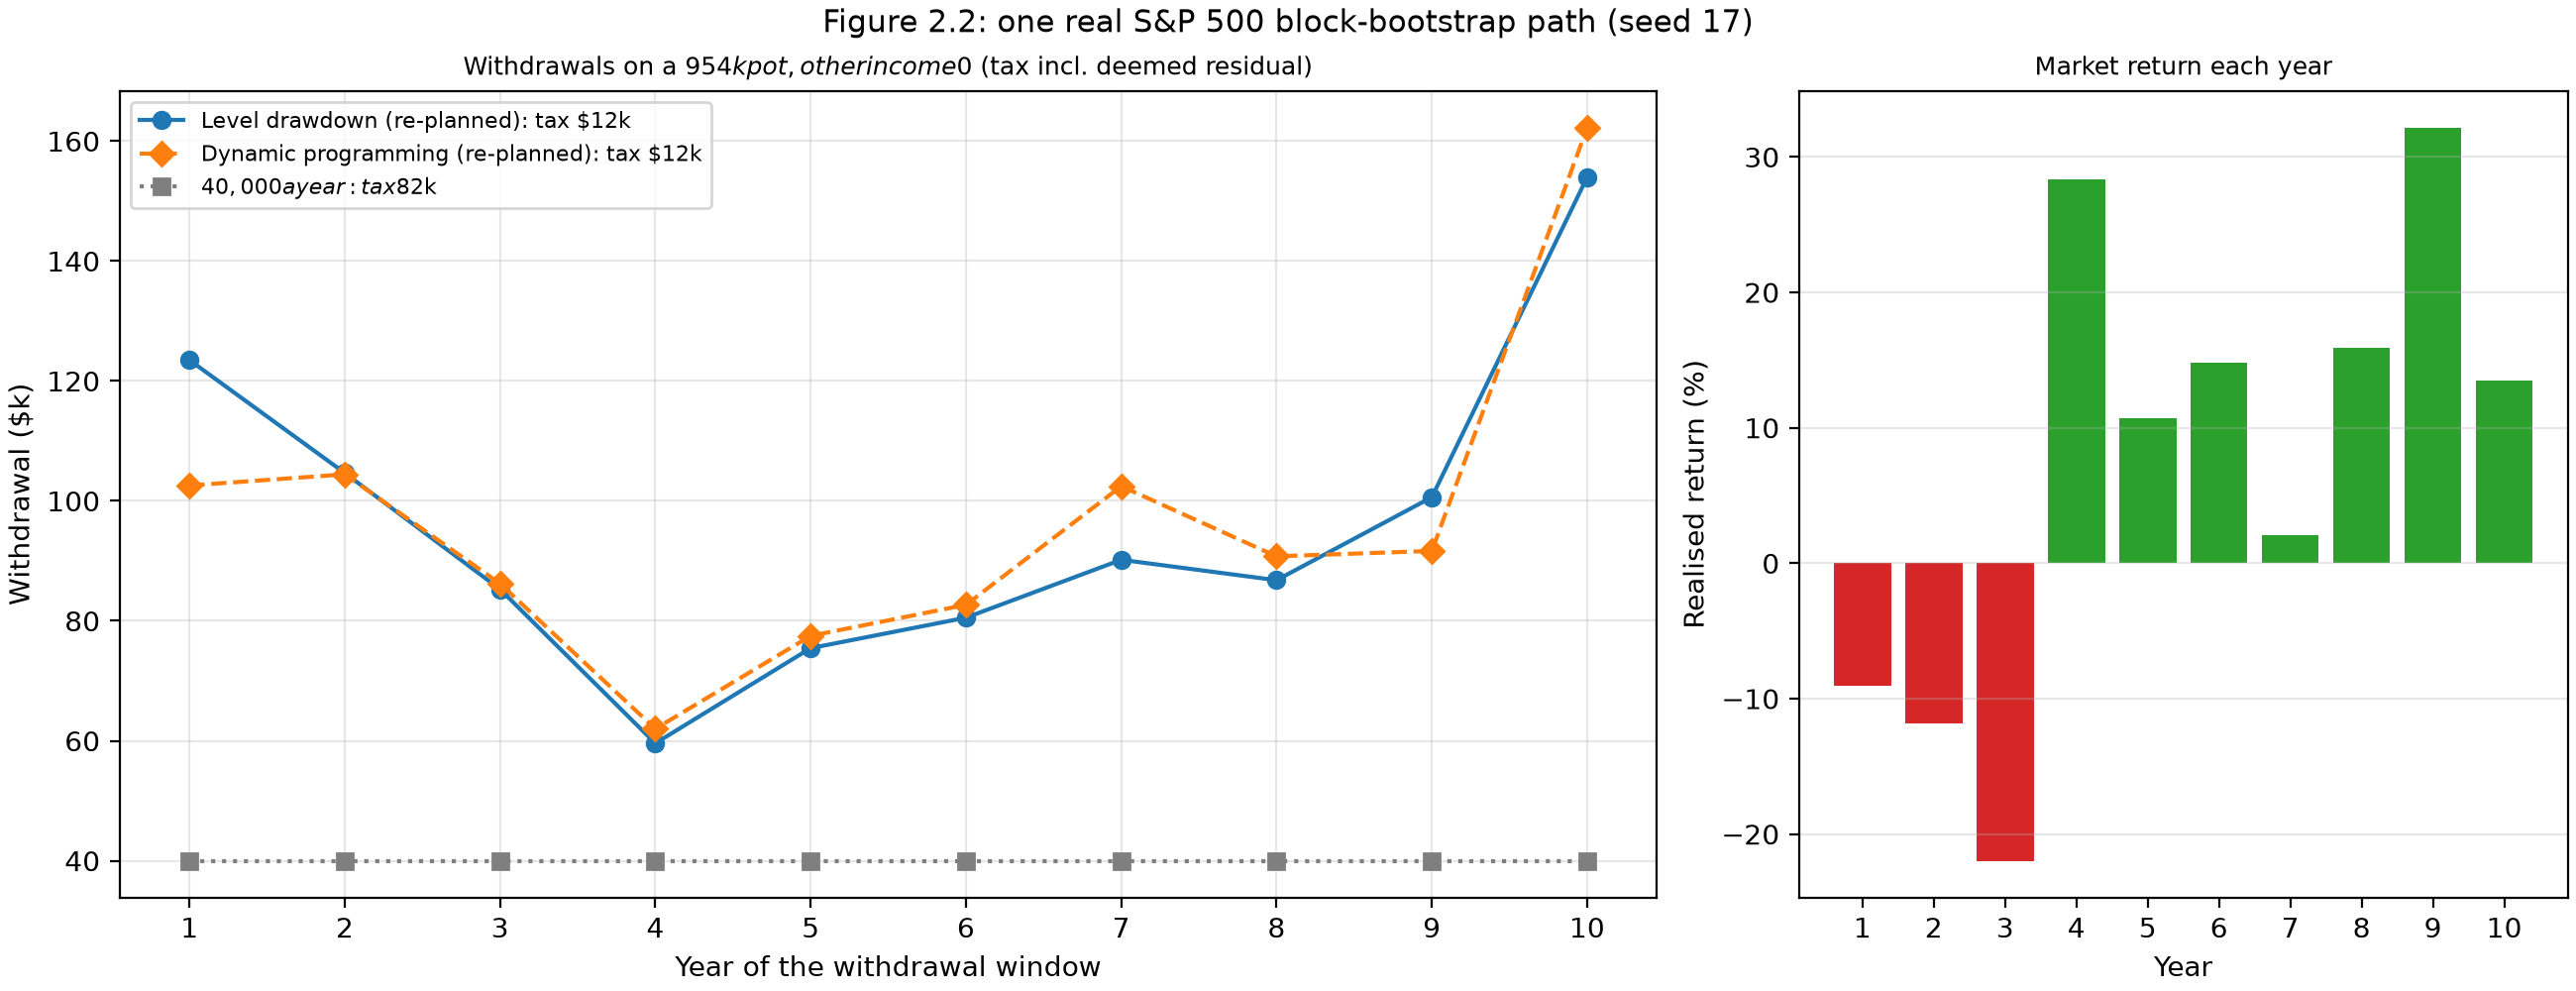 Figure 2.2: one real S&P 500 block-bootstrap path (seed 17)
Withdrawals on a 954kpot,otherincome0 (tax incl. deemed residual)
Level drawdown (re-planned): tax $12k
Dynamic programming (re-planned): tax $12k
40,000ayear:tax82k
Withdrawal ($k)
160
140
120
100
80
60
40
1 2 3 4 5 6 7 8 9 10
Year of the withdrawal window
Market return each year
Realised return (%)
30
20
10
0
−10
−20
1 2 3 4 5 6 7 8 9 10
Year